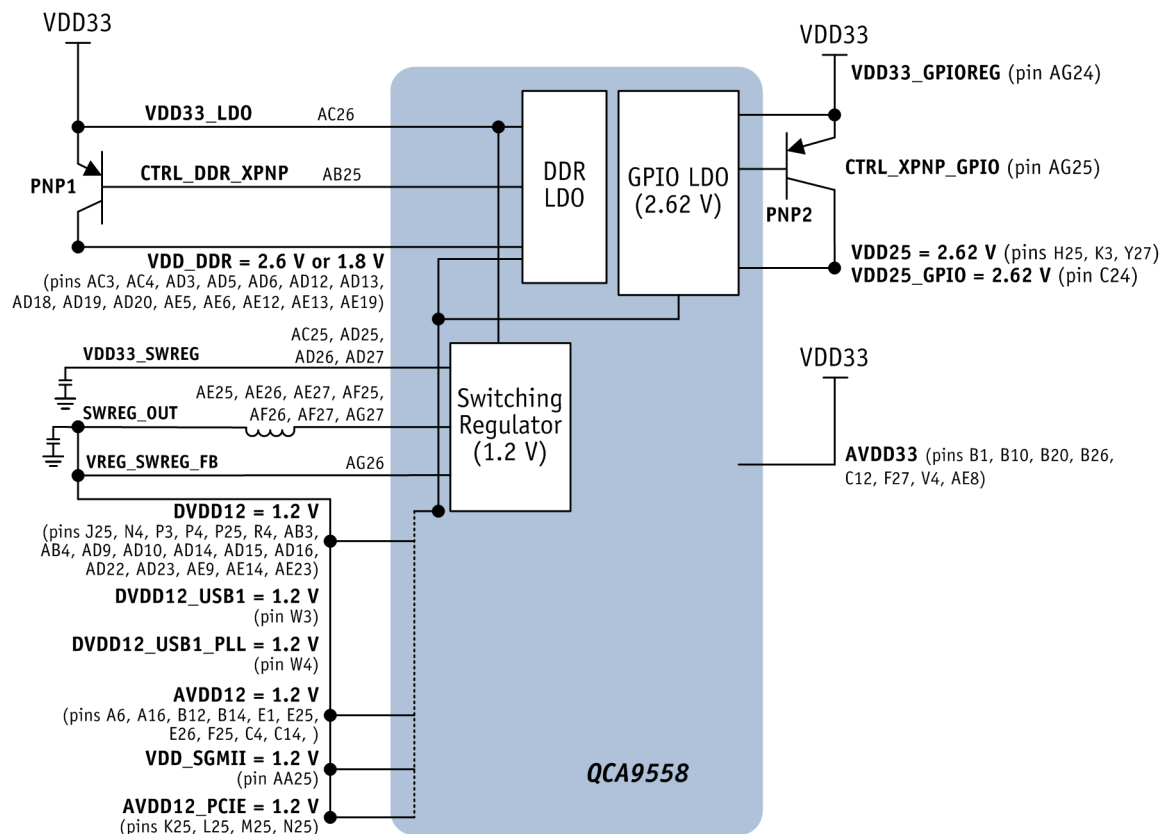 VDD33
VDD33
VDD33_GPIOREG (pin AG24)
VDD33_LDO AC26
DDR
LDO
GPIO LDO
(2.62 V)
PNP1
CTRL_DDR_XPNP AB25
CTRL_XPNP_GPIO (pin AG25)
PNP2
VDD_DDR = 2.6 V or 1.8 V
(pins AC3, AC4, AD3, AD5, AD6, AD12, AD13,
AD18, AD19, AD20, AE5, AE6, AE12, AE13, AE19)
VDD25 = 2.62 V (pins H25, K3, Y27)
VDD25_GPIO = 2.62 V (pin C24)
VDD33_SWREG
AC25, AD25,
AD26, AD27
SWREG_OUT
AE25, AE26, AE27, AF25,
AF26, AF27, AG27
VREG_SWREG_FB AG26
Switching
Regulator
(1.2 V)
VDD33
AVDD33 (pins B1, B10, B20, B26,
C12, F27, V4, AE8)
DVDD12 = 1.2 V
(pins J25, N4, P3, P4, P25, R4, AB3,
AB4, AD9, AD10, AD14, AD15, AD16,
AD22, AD23, AE9, AE14, AE23)
DVDD12_USB1 = 1.2 V
(pin W3)
DVDD12_USB1_PLL = 1.2 V
(pin W4)
AVDD12 = 1.2 V
(pins A6, A16, B12, B14, E1, E25,
E26, F25, C4, C14, )
VDD_SGMII = 1.2 V
(pin AA25)
AVDD12_PCIE = 1.2 V
(pins K25, L25, M25, N25)
QCA9558